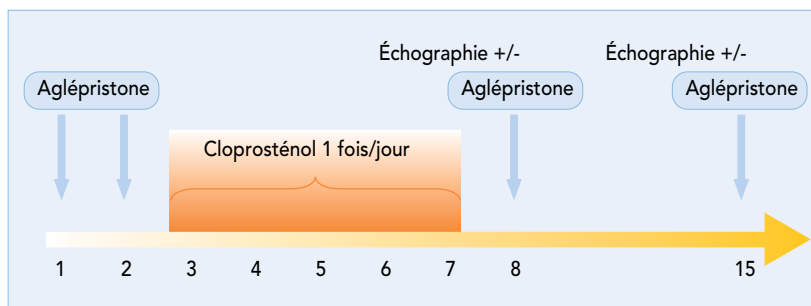 Échographie +/- Échographie +/-
Aglépristone Aglépristone Aglépristone
Cloprosténol 1 fois/jour
1 2 3 4 5 6 7 8 15